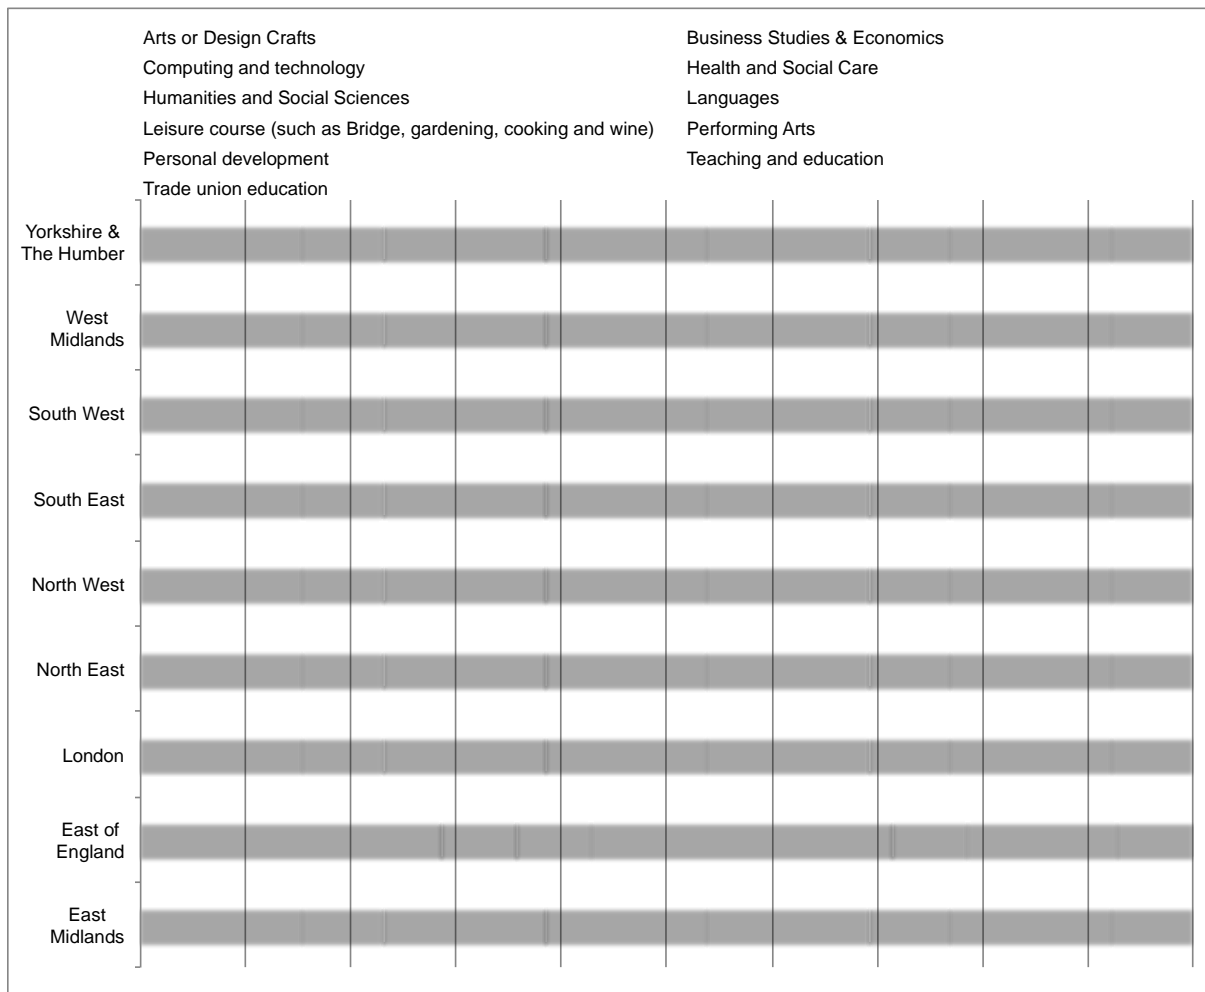 Arts or Design Crafts
Business Studies & Economics
Computing and technology
Health and Social Care
Humanities and Social Sciences
Languages
Leisure course (such as Bridge, gardening, cooking and wine)
Performing Arts
Personal development
Teaching and education
Trade union education
Yorkshire &
The Humber
West
Midlands
South West
South East
North West
North East
London
East of
England
East
Midlands